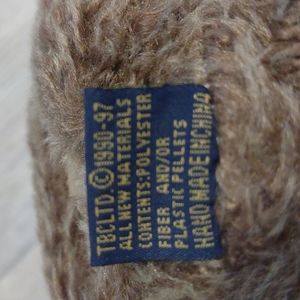 TBCLTD.©1990-97
ALL NEW MATERIALS
CONTENTS:POLYESTER
FIBER AND/OR
PLASTIC PELLETS
HAND MADE IN CHINA